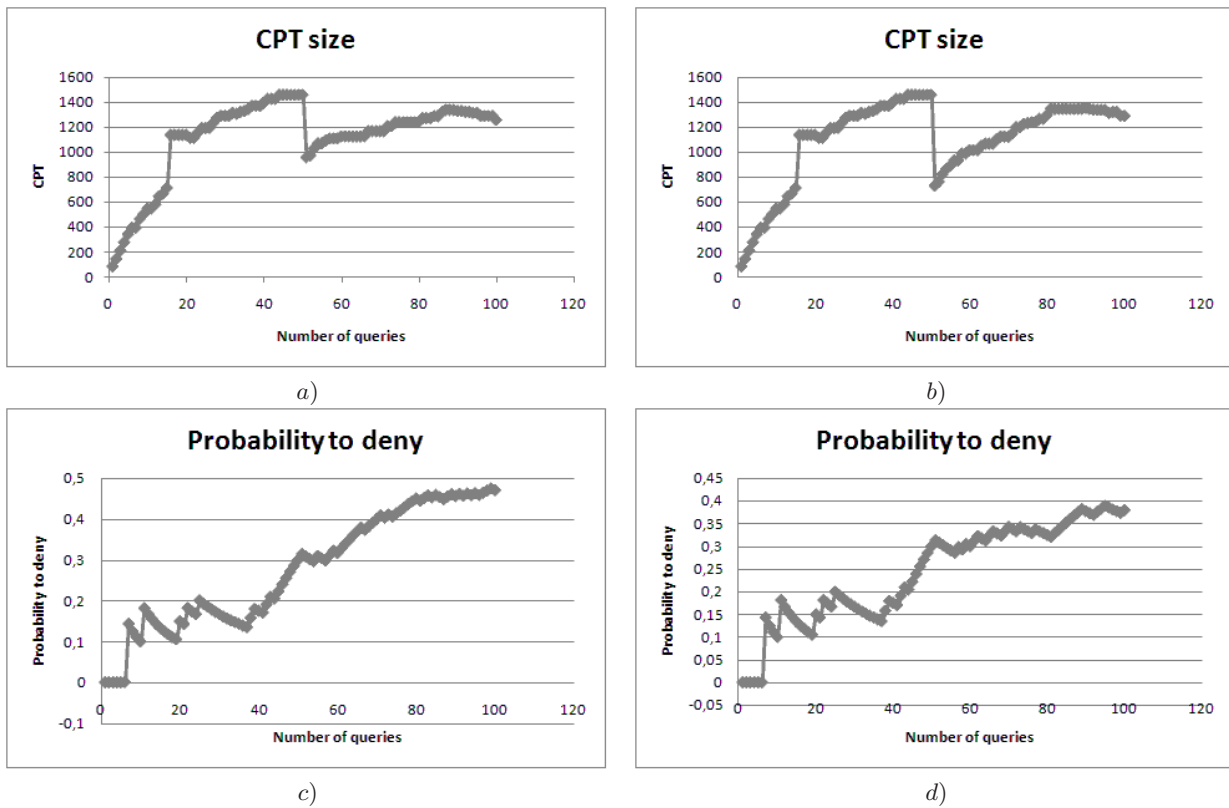 CPT size
1600
1400
1200
1000
800
600
400
200
0
CPT
0 20 40 60 80 100 120
Number of queries
a)
CPT size
1600
1400
1200
1000
800
600
400
200
0
CPT
0 20 40 60 80 100 120
Number of queries
b)
Probability to deny
0,5
0,4
0,3
0,2
0,1
0
-0,1
Probability to deny
0 20 40 60 80 100 120
Number of queries
c)
Probability to deny
0,45
0,4
0,35
0,3
0,25
0,2
0,15
0,1
0,05
0
-0,05
Probability to deny
0 20 40 60 80 100 120
Number of queries
d)